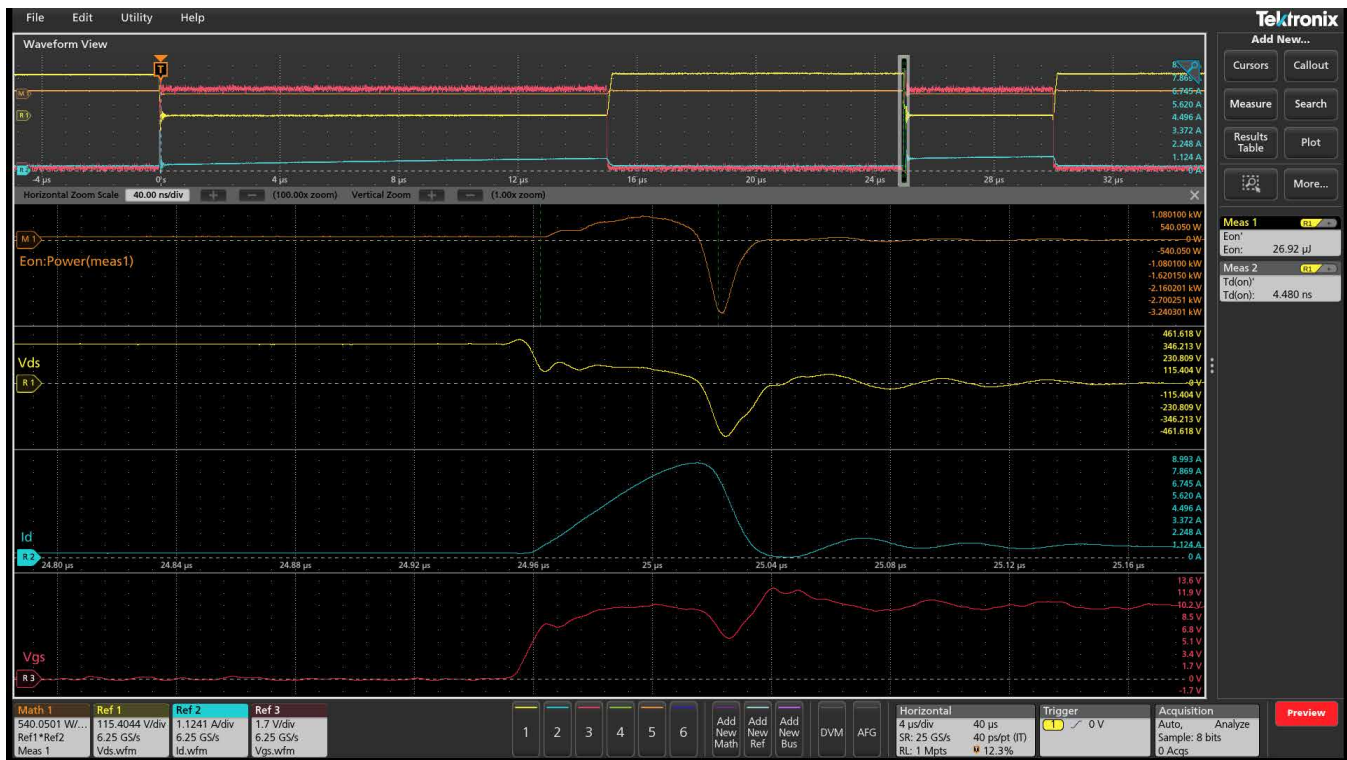 File Edit Utility Help
Tektronix
Waveform View
Add New...
Cursors Callout
Measure Search
Results Table Plot
More...
T
M 1
R 1
R 2
7.869 A
6.745 A
5.620 A
4.496 A
3.372 A
2.248 A
1.124 A
0 A
-4 µs 0 s 4 µs 8 µs 12 µs 16 µs 20 µs 24 µs 28 µs 32 µs
Horizontal Zoom Scale 40.00 ns/div + − (100.00x zoom) Vertical Zoom + − (1.00x zoom)
M 1
Eon:Power(meas1)
1.080100 kW
540.050 W
0 W
-540.050 W
-1.080100 kW
-1.620150 kW
-2.160201 kW
-2.700251 kW
-3.240301 kW
Vds
R 1
461.618 V
346.213 V
230.809 V
115.404 V
0 V
-115.404 V
-230.809 V
-346.213 V
-461.618 V
Id
R 2
8.993 A
7.869 A
6.745 A
5.620 A
4.496 A
3.372 A
2.248 A
1.124 A
0 A
24.80 µs 24.84 µs 24.88 µs 24.92 µs 24.96 µs 25 µs 25.04 µs 25.08 µs 25.12 µs 25.16 µs
Vgs
R 3
13.6 V
11.9 V
10.2 V
8.5 V
6.8 V
5.1 V
3.4 V
1.7 V
0 V
-1.7 V
Meas 1 R1
Eon'
Eon: 26.92 µJ
Meas 2 R1
Td(on)'
Td(on): 4.480 ns
Math 1
540.0501 W/...
Ref1*Ref2
Meas 1
Ref 1
115.4044 V/div
6.25 GS/s
Vds.wfm
Ref 2
1.1241 A/div
6.25 GS/s
Id.wfm
Ref 3
1.7 V/div
6.25 GS/s
Vgs.wfm
1 2 3 4 5 6
Add New Math
Add New Ref
Add New Bus
DVM
AFG
Horizontal
4 µs/div 40 µs
SR: 25 GS/s 40 ps/pt (IT)
RL: 1 Mpts 12.3%
Trigger
1 0 V
Acquisition
Auto, Analyze
Sample: 8 bits
0 Acqs
Preview